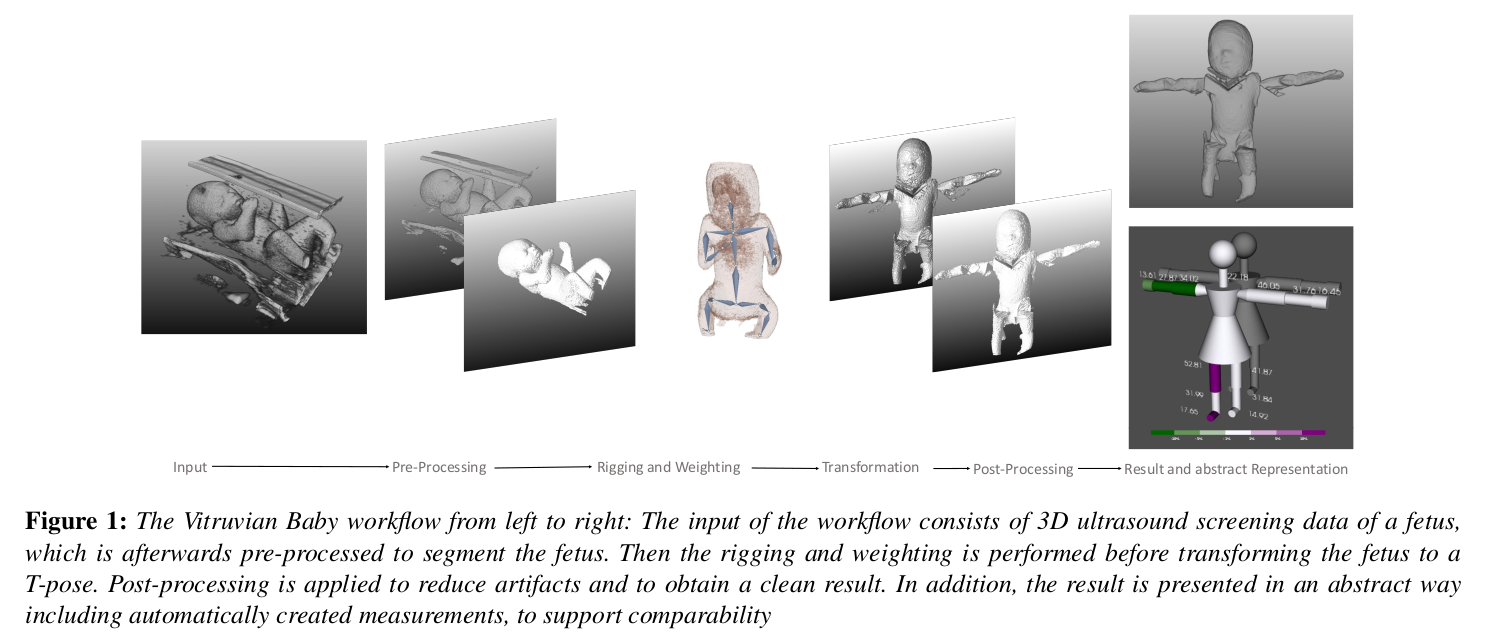 13.61 27.87 34.02 22.18 46.05 31.76 16.45
52.81 41.87
31.99 31.84
17.65 14.92
Input Pre-Processing Rigging and Weighting Transformation Post-Processing Result and abstract Representation
Figure 1: The Vitruvian Baby workflow from left to right: The input of the workflow consists of 3D ultrasound screening data of a fetus,
which is afterwards pre-processed to segment the fetus. Then the rigging and weighting is performed before transforming the fetus to a
T-pose. Post-processing is applied to reduce artifacts and to obtain a clean result. In addition, the result is presented in an abstract way
including automatically created measurements, to support comparability